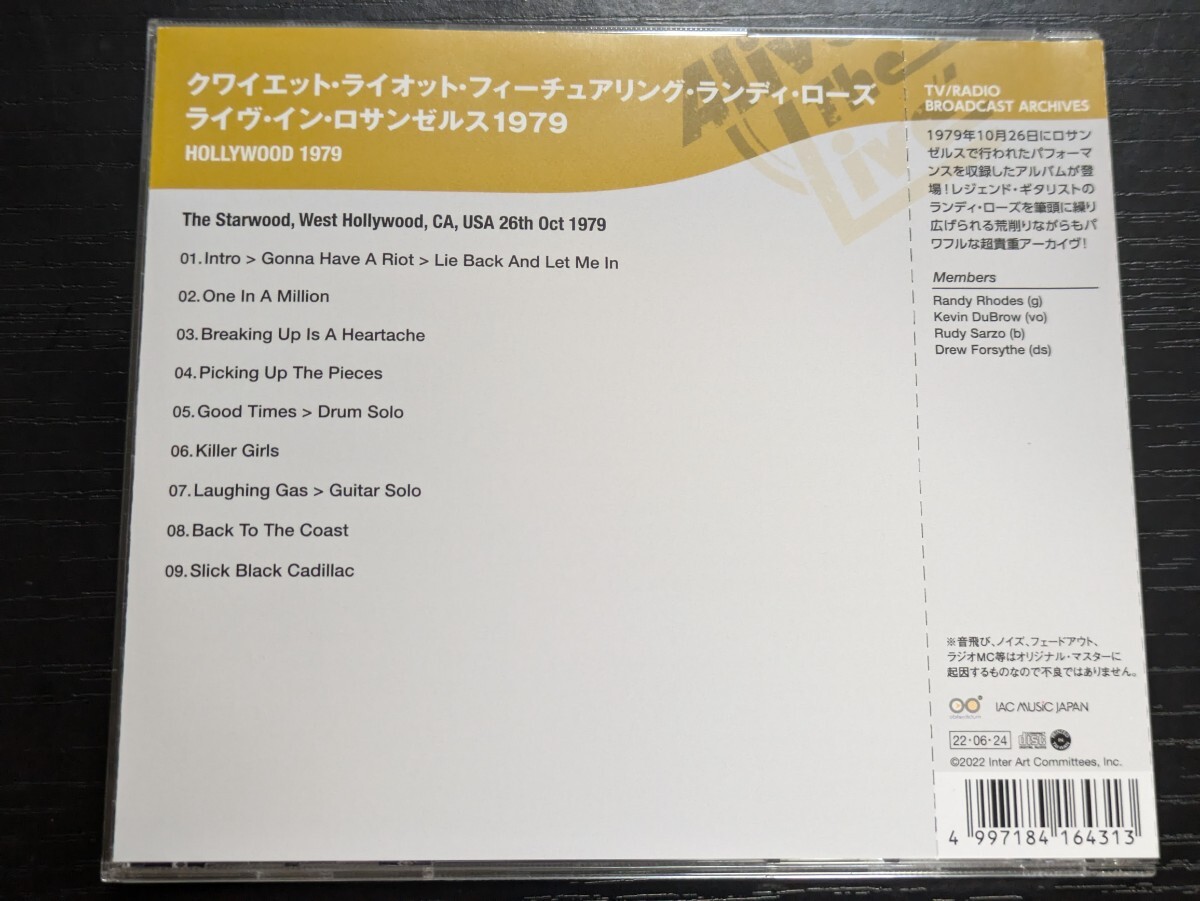 クワイエット・ライオット・フィーチュアリング・ランディ・ローズ
ライヴ・イン・ロサンゼルス1979
HOLLYWOOD 1979
Alive
The
Live
TV/RADIO
BROADCAST ARCHIVES
1979年10月26日にロサン
ゼルスで行われたパフォーマ
ンスを収録したアルバムが登
場!レジェンド・ギタリストの
ランディ・ローズを筆頭に繰り
広げられる荒削りながらもパ
ワフルな超貴重アーカイヴ!
Members
Randy Rhodes (g)
Kevin DuBrow (vo)
Rudy Sarzo (b)
Drew Forsythe (ds)
The Starwood, West Hollywood, CA, USA 26th Oct 1979
01.Intro > Gonna Have A Riot > Lie Back And Let Me In
02.One In A Million
03.Breaking Up Is A Heartache
04.Picking Up The Pieces
05.Good Times > Drum Solo
06.Killer Girls
07.Laughing Gas > Guitar Solo
08.Back To The Coast
09.Slick Black Cadillac
※音飛び、ノイズ、フェードアウト、
ラジオMC等はオリジナル・マスターに
起因するものなので不良ではありません。
IAC MUSIC JAPAN
22・06・24
disc
©2022 Inter Art Committees, Inc.
4 997184 164313